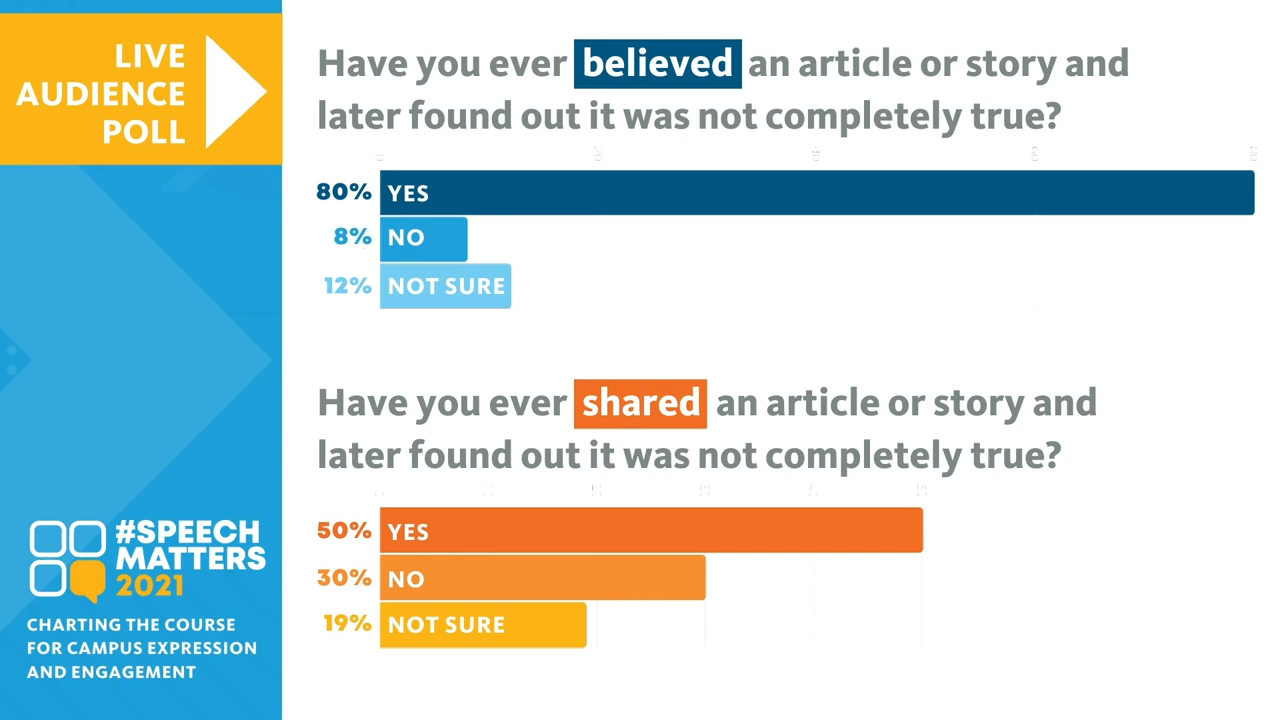 LIVE
AUDIENCE
POLL
Have you ever believed an article or story and
later found out it was not completely true?
80% YES
8% NO
12% NOT SURE
Have you ever shared an article or story and
later found out it was not completely true?
50% YES
30% NO
19% NOT SURE
#SPEECH
MATTERS
2021
CHARTING THE COURSE
FOR CAMPUS EXPRESSION
AND ENGAGEMENT